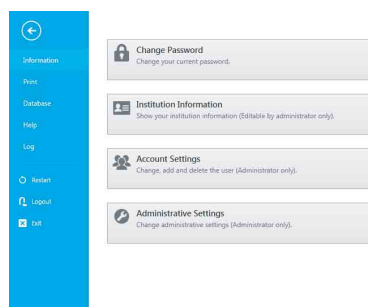 Information
Print
Database
Help
Log
Restart
Logout
Exit
Change Password
Change your current password.
Institution Information
Show your institution information (Editable by administrator only).
Account Settings
Change, add and delete the user (Administrator only).
Administrative Settings
Change administrative settings (Administrator only).